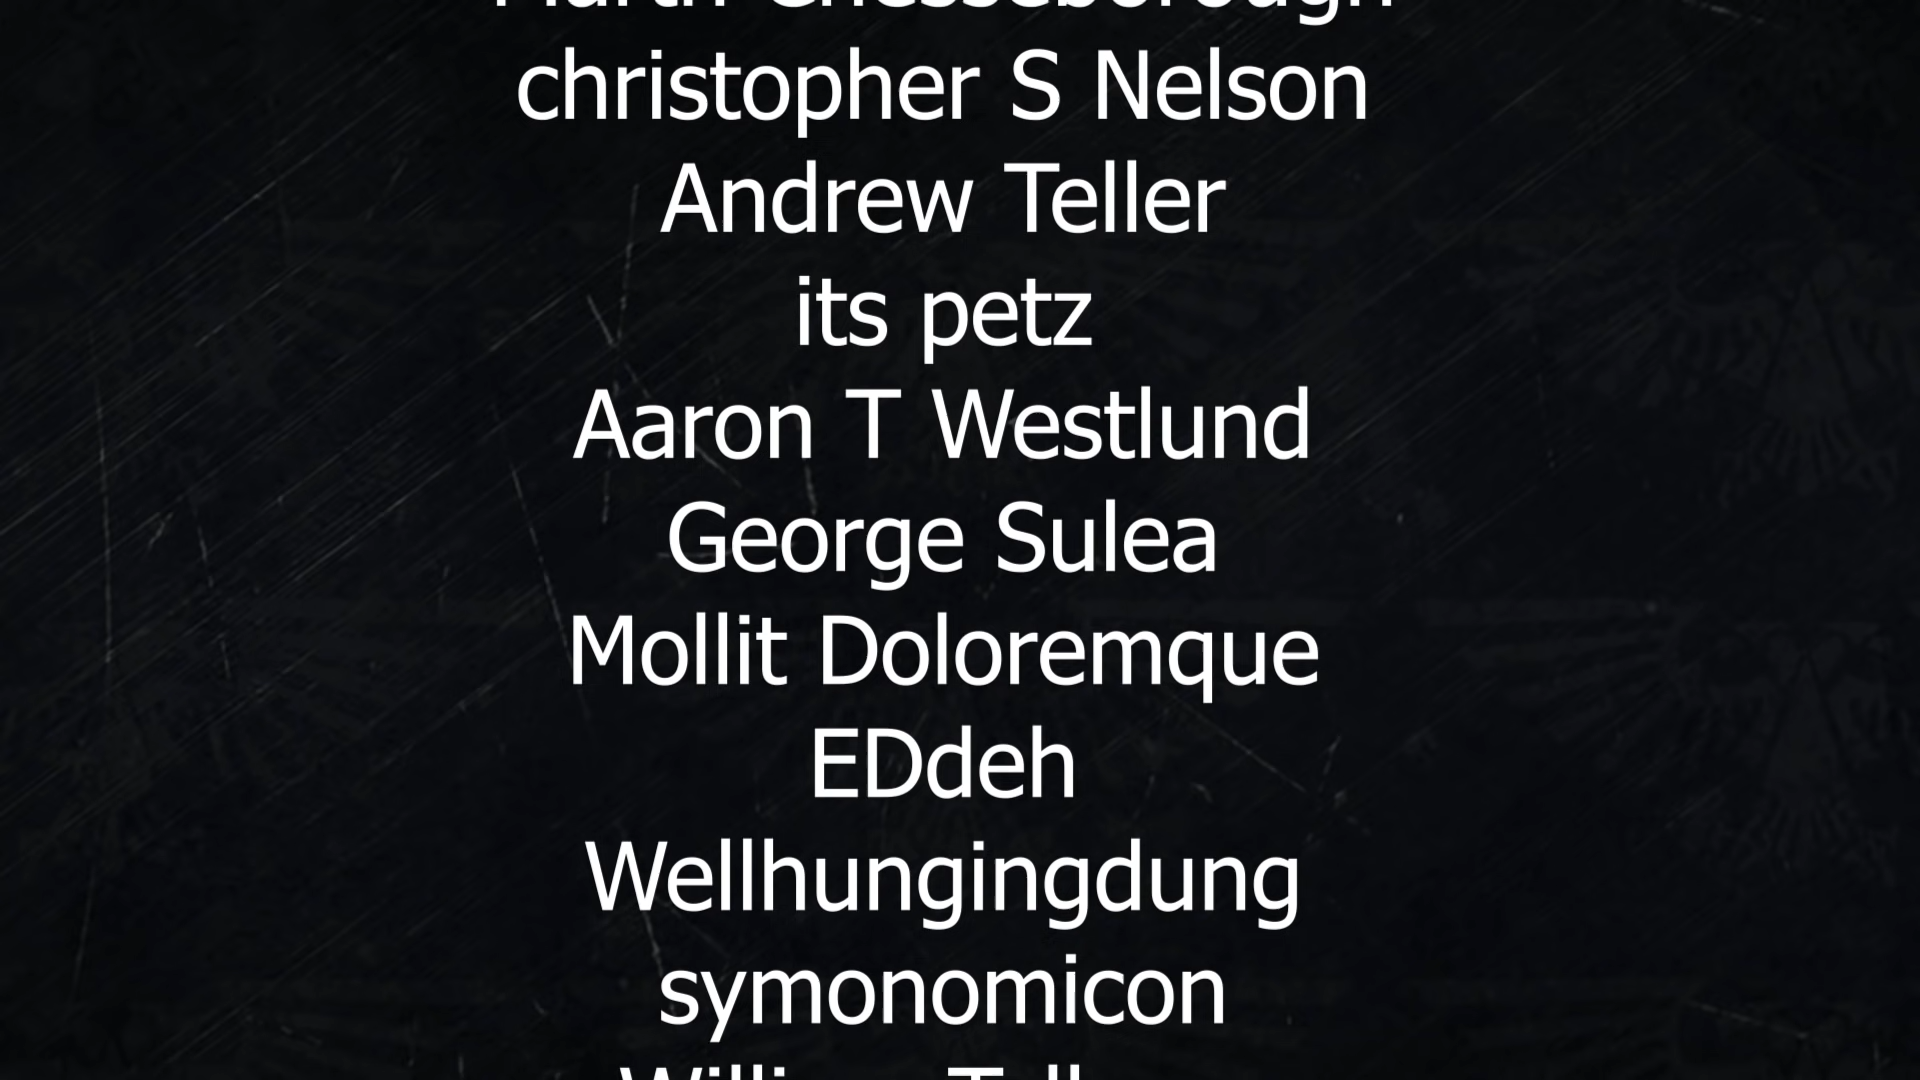 christopher S Nelson
Andrew Teller
its petz
Aaron T Westlund
George Sulea
Mollit Doloremque
EDdeh
Wellhungingdung
symonomicon